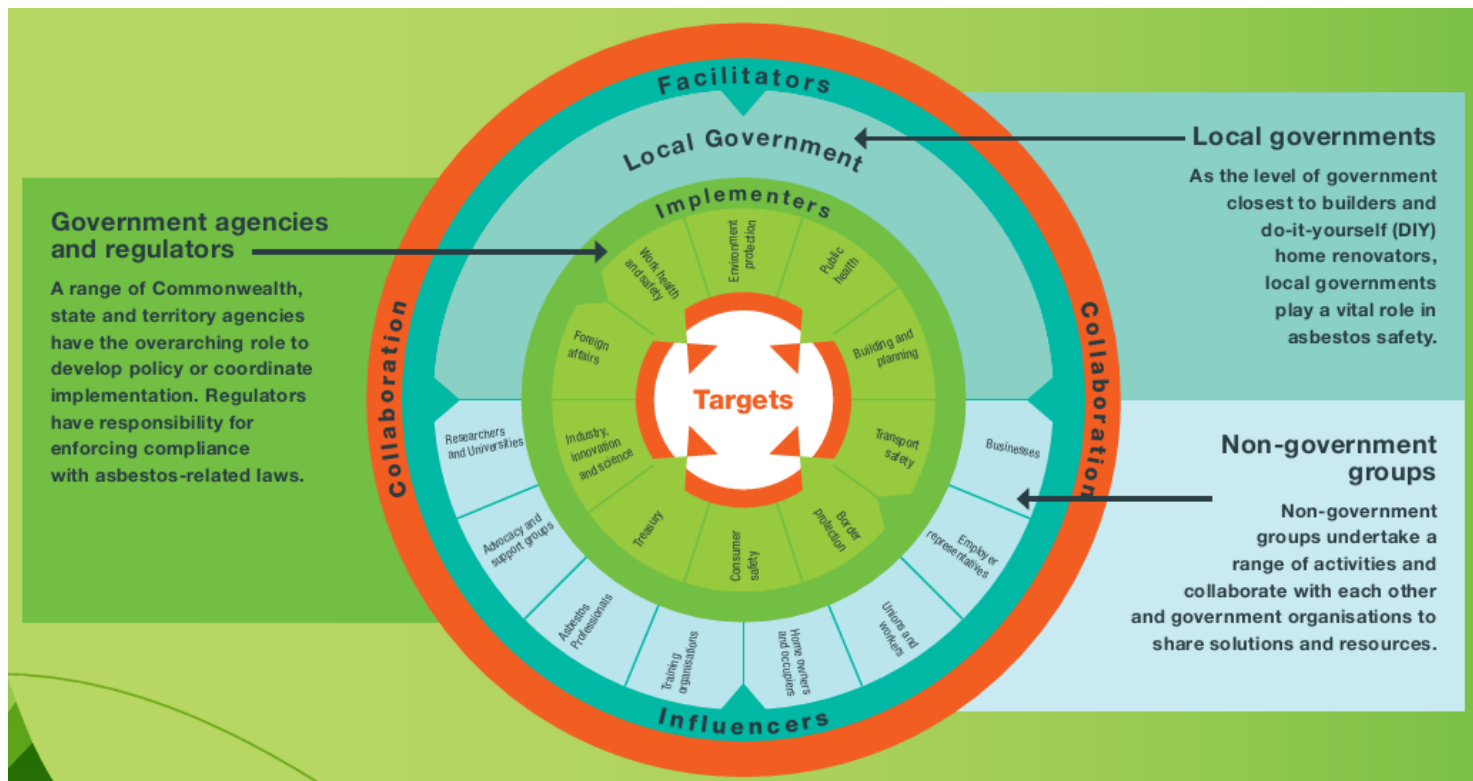 Facilitators
Local Government
Implementers
Work health
and safety
Environment
protection
Public
health
Building and
planning
Transport
safety
Border
protection
Consumer
safety
Treasury
Industry,
innovation
and science
Foreign
affairs
Targets
Collaboration
Collaboration
Researchers
and Universities
Advocacy and
support groups
Asbestos
Professionals
Training
organisations
Home owners
and occupiers
Unions and
workers
Employer
representatives
Businesses
Influencers
Government agencies
and regulators
A range of Commonwealth,
state and territory agencies
have the overarching role to
develop policy or coordinate
implementation. Regulators
have responsibility for
enforcing compliance
with asbestos-related laws.
Local governments
As the level of government
closest to builders and
do-it-yourself (DIY)
home renovators,
local governments
play a vital role in
asbestos safety.
Non-government
groups
Non-government
groups undertake a
range of activities and
collaborate with each other
and government organisations to
share solutions and resources.